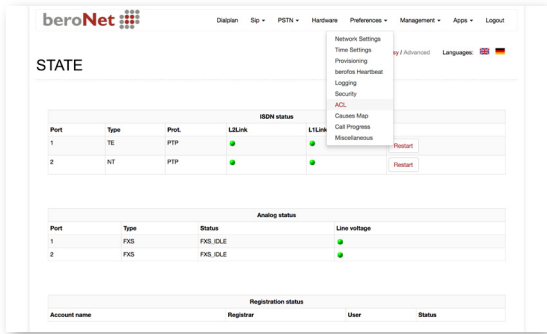 beroNet
Dialplan Sip PSTN Hardware Preferences Management Apps Logout
Network Settings
Time Settings
Provisioning
berofos Heartbeat
Logging
Security
ACL
Causes Map
Call Progress
Miscellaneous
/ Advanced Languages:
STATE
ISDN status
Port Type Prot. L2Link L1Link
1 TE PTP Restart
2 NT PTP Restart
Analog status
Port Type Status Line voltage
1 FXS FXS_IDLE
2 FXS FXS_IDLE
Registration status
Account name Registrar User Status